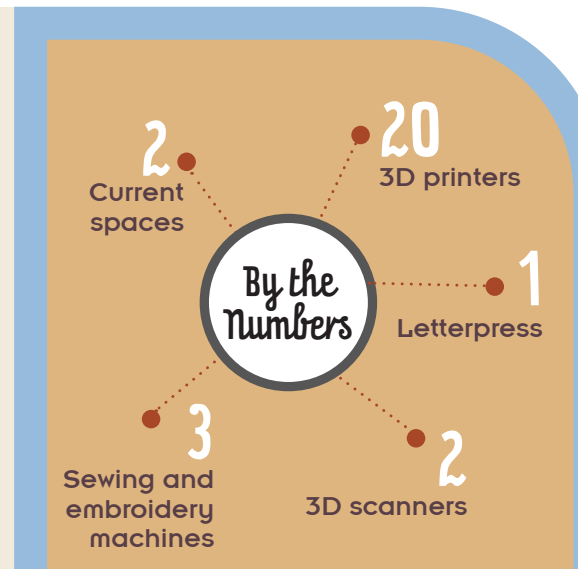 2
Current
spaces
20
3D printers
By the
Numbers
1
Letterpress
3
Sewing and
embroidery
machines
2
3D scanners